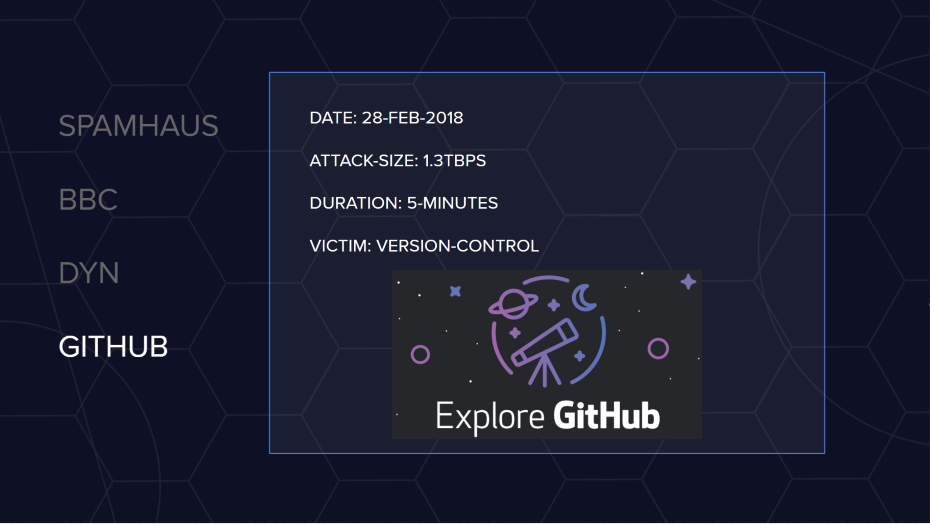 SPAMHAUS
BBC
DYN
GITHUB
DATE: 28-FEB-2018
ATTACK-SIZE: 1.3TBPS
DURATION: 5-MINUTES
VICTIM: VERSION-CONTROL
Explore GitHub